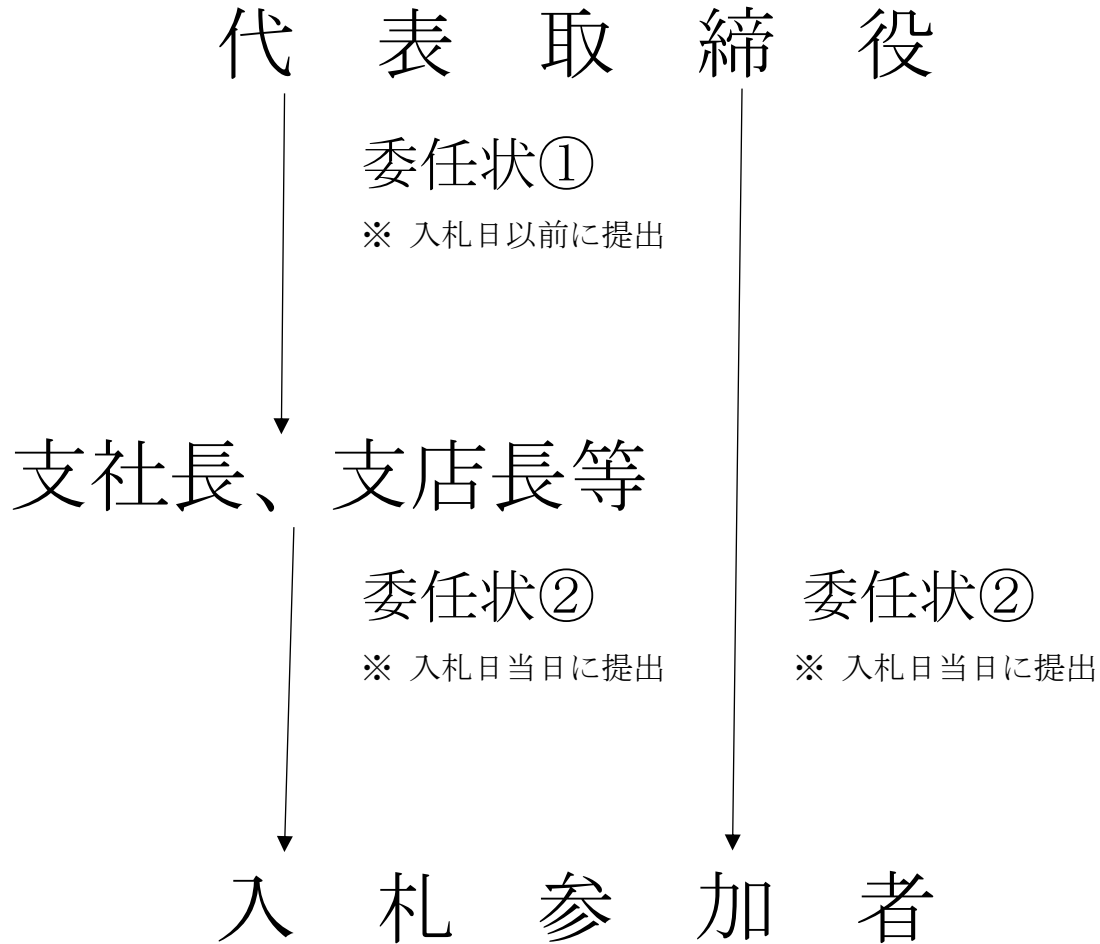 代表取締役
委任状①
※ 入札日以前に提出
支社長、支店長等
委任状②
※ 入札日当日に提出
委任状②
※ 入札日当日に提出
入札参加者